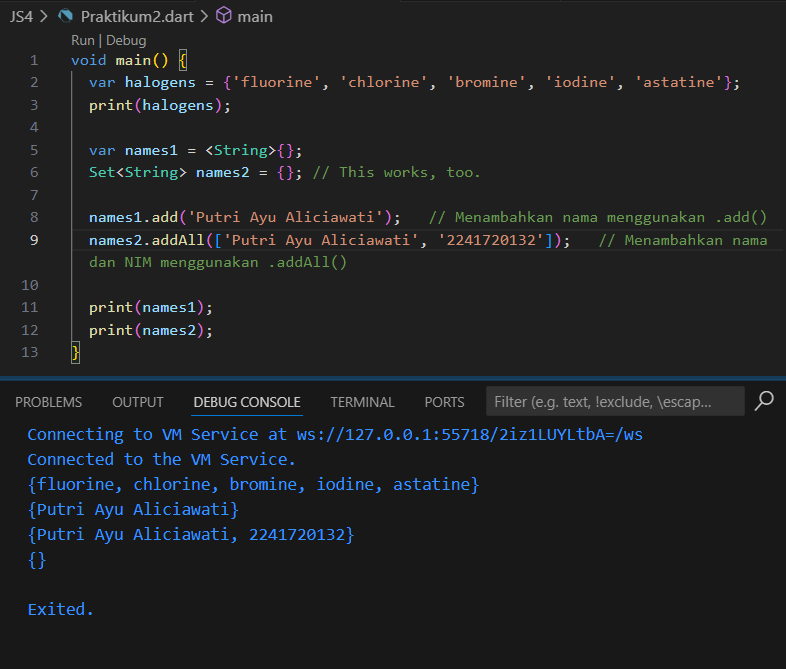 JS4 > Praktikum2.dart > main
Run | Debug
1 void main() {
2 var halogens = {'fluorine', 'chlorine', 'bromine', 'iodine', 'astatine'};
3 print(halogens);
4
5 var names1 = <String>{};
6 Set<String> names2 = {}; // This works, too.
7
8 names1.add('Putri Ayu Aliciawati'); // Menambahkan nama menggunakan .add()
9 names2.addAll(['Putri Ayu Aliciawati', '2241720132']); // Menambahkan nama
dan NIM menggunakan .addAll()
10
11 print(names1);
12 print(names2);
13 }
PROBLEMS OUTPUT DEBUG CONSOLE TERMINAL PORTS Filter (e.g. text, !exclude, \escap...
Connecting to VM Service at ws://127.0.0.1:55718/2iz1LUYLtbA=/ws
Connected to the VM Service.
{fluorine, chlorine, bromine, iodine, astatine}
{Putri Ayu Aliciawati}
{Putri Ayu Aliciawati, 2241720132}
{}
Exited.